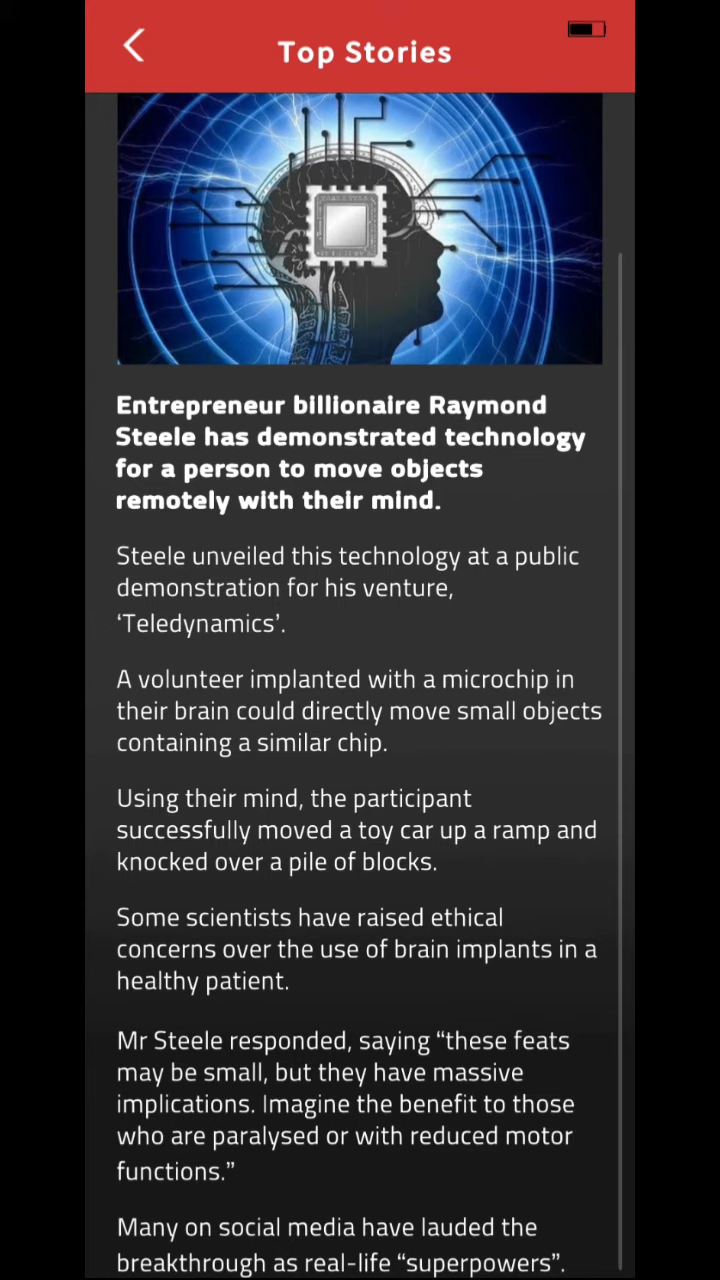 Top Stories
Entrepreneur billionaire Raymond
Steele has demonstrated technology
for a person to move objects
remotely with their mind.
Steele unveiled this technology at a public
demonstration for his venture,
‘Teledynamics’.
A volunteer implanted with a microchip in
their brain could directly move small objects
containing a similar chip.
Using their mind, the participant
successfully moved a toy car up a ramp and
knocked over a pile of blocks.
Some scientists have raised ethical
concerns over the use of brain implants in a
healthy patient.
Mr Steele responded, saying “these feats
may be small, but they have massive
implications. Imagine the benefit to those
who are paralysed or with reduced motor
functions.”
Many on social media have lauded the
breakthrough as real-life “superpowers”.